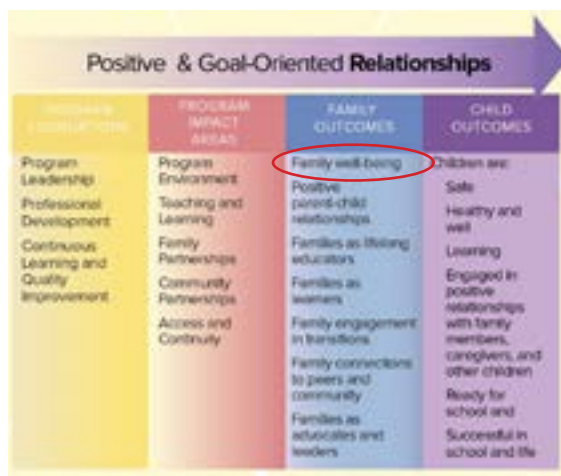 Positive & Goal-Oriented Relationships
PROGRAM
FOUNDATIONS
Program
Leadership
Professional
Development
Continuous
Learning and
Quality
Improvement
PROGRAM
IMPACT
AREAS
Program
Environment
Teaching and
Learning
Family
Partnerships
Community
Partnerships
Access and
Continuity
FAMILY
OUTCOMES
Family well-being
Positive
parent-child
relationships
Families as lifelong
educators
Families as
learners
Family engagement
in transitions
Family connections
to peers and
community
Families as
advocates and
leaders
CHILD
OUTCOMES
Children are:
Safe
Healthy and
well
Learning
Engaged in
positive
relationships
with family
members,
caregivers, and
other children
Ready for
school and
Successful in
school and life